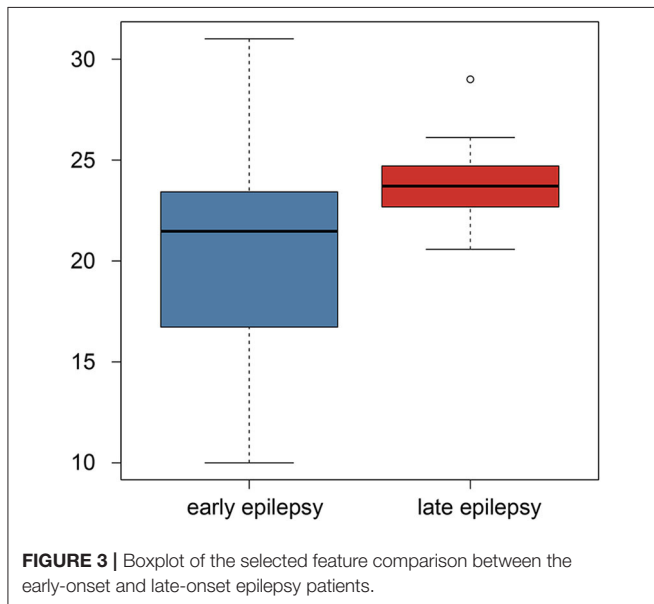 30
25
20
15
10
early epilepsy late epilepsy
FIGURE 3 | Boxplot of the selected feature comparison between the
early-onset and late-onset epilepsy patients.